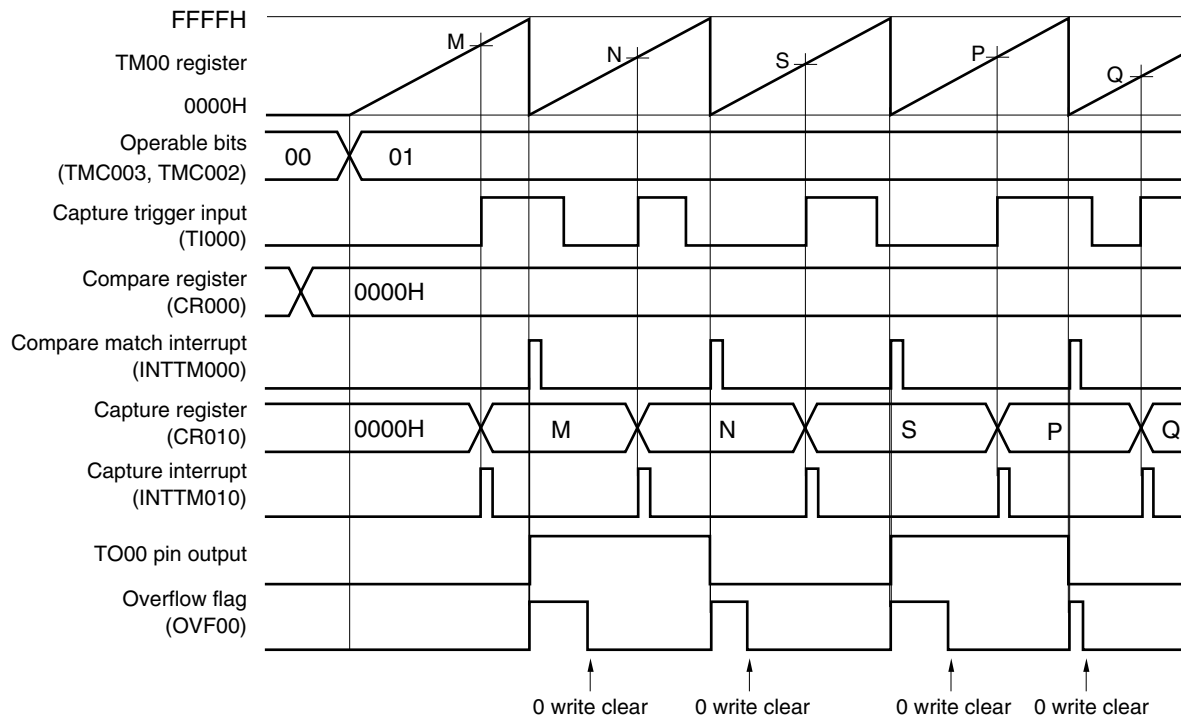 FFFFH
TM00 register
0000H
M N S P Q
Operable bits
(TMC003, TMC002)
00 01
Capture trigger input
(TI000)
Compare register
(CR000)
0000H
Compare match interrupt
(INTTM000)
Capture register
(CR010)
0000H M N S P Q
Capture interrupt
(INTTM010)
TO00 pin output
Overflow flag
(OVF00)
0 write clear 0 write clear 0 write clear 0 write clear